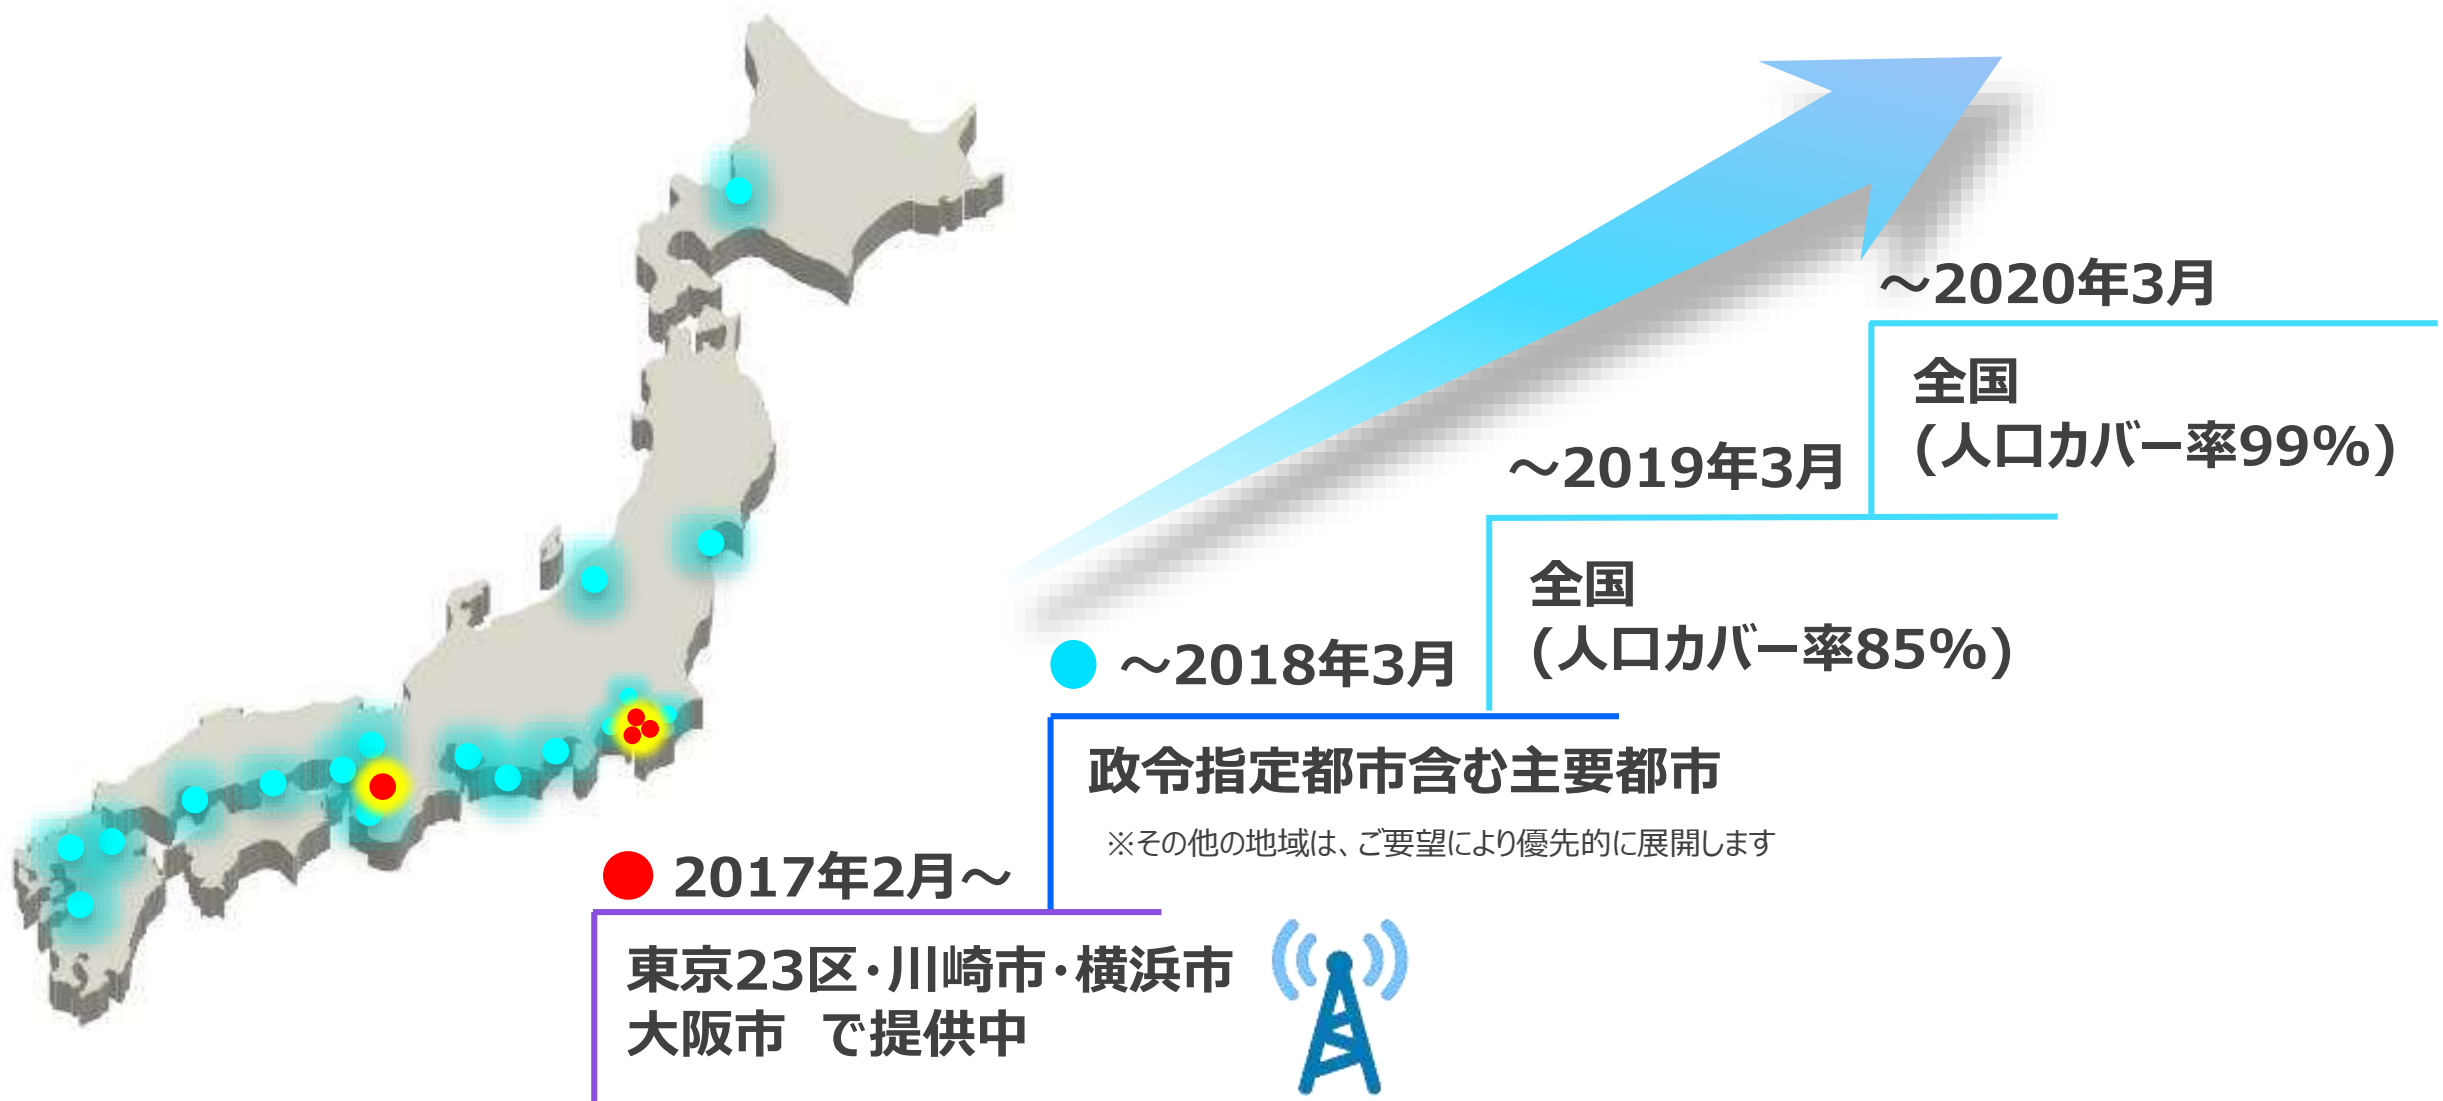 ～2020年3月
全国
(人口カバー率99%)
～2019年3月
全国
(人口カバー率85%)
～2018年3月
政令指定都市含む主要都市
※その他の地域は、ご要望により優先的に展開します
2017年2月～
東京23区・川崎市・横浜市
大阪市　で提供中